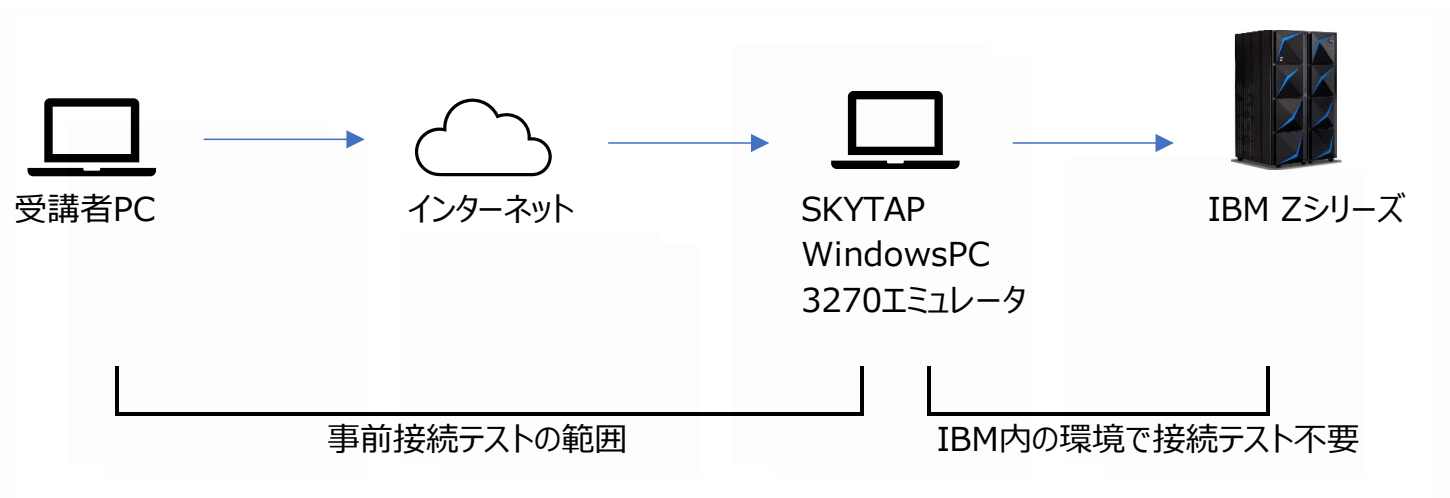 受講者PC
インターネット
SKYTAP
WindowsPC
3270エミュレータ
IBM Zシリーズ
事前接続テストの範囲
IBM内の環境で接続テスト不要